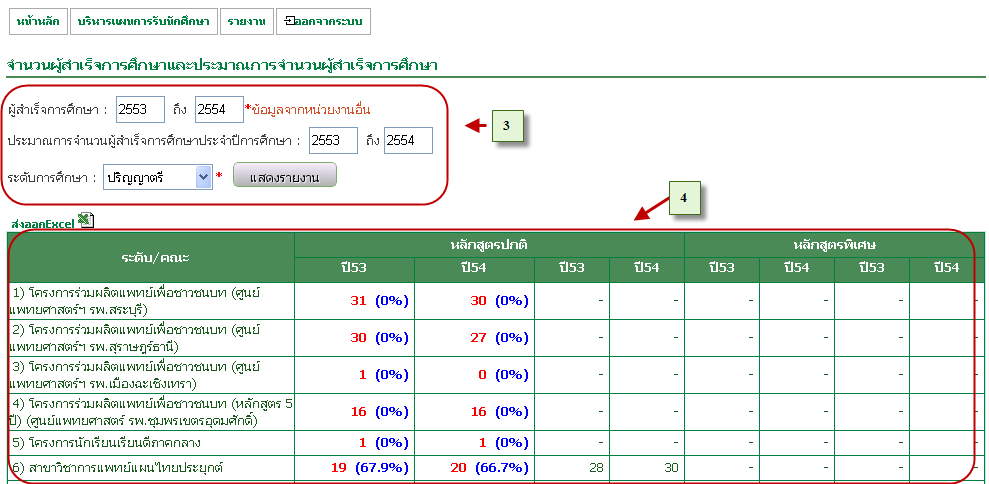 หน้าหลัก บริหารแผนการรับนักศึกษา รายงาน ออกจากระบบ
จำนวนผู้สำเร็จการศึกษาและประมาณการจำนวนผู้สำเร็จการศึกษา
ผู้สำเร็จการศึกษา : 2553 ถึง 2554 *ข้อมูลจากหน่วยงานอื่น
3
ประมาณการจำนวนผู้สำเร็จการศึกษาประจำปีการศึกษา : 2553 ถึง 2554
ระดับการศึกษา : ปริญญาตรี * แสดงรายงาน
4
ส่งออกExcel
ระดับ/คณะ หลักสูตรปกติ หลักสูตรพิเศษ
ปี53 ปี54 ปี53 ปี54 ปี53 ปี54 ปี53 ปี54
1) โครงการร่วมผลิตแพทย์เพื่อชาวชนบท (ศูนย์
แพทยศาสตร์ฯ รพ.สระบุรี) 31 (0%) 30 (0%) - - - - - -
2) โครงการร่วมผลิตแพทย์เพื่อชาวชนบท (ศูนย์
แพทยศาสตร์ฯ รพ.สุราษฎร์ธานี) 30 (0%) 27 (0%) - - - - - -
3) โครงการร่วมผลิตแพทย์เพื่อชาวชนบท (ศูนย์
แพทยศาสตร์ฯ รพ.เมืองฉะเชิงเทรา) 1 (0%) 0 (0%) - - - - - -
4) โครงการร่วมผลิตแพทย์เพื่อชาวชนบท (หลักสูตร 5
ปี) (ศูนย์แพทยศาสตร์ รพ.ชุมพรเขตรอุดมศักดิ์) 16 (0%) 16 (0%) - - - - - -
5) โครงการนักเรียนเรียนดีภาคกลาง 1 (0%) 1 (0%) - - - - - -
6) สาขาวิชาการแพทย์แผนไทยประยุกต์ 19 (67.9%) 20 (66.7%) 28 30 - - - -